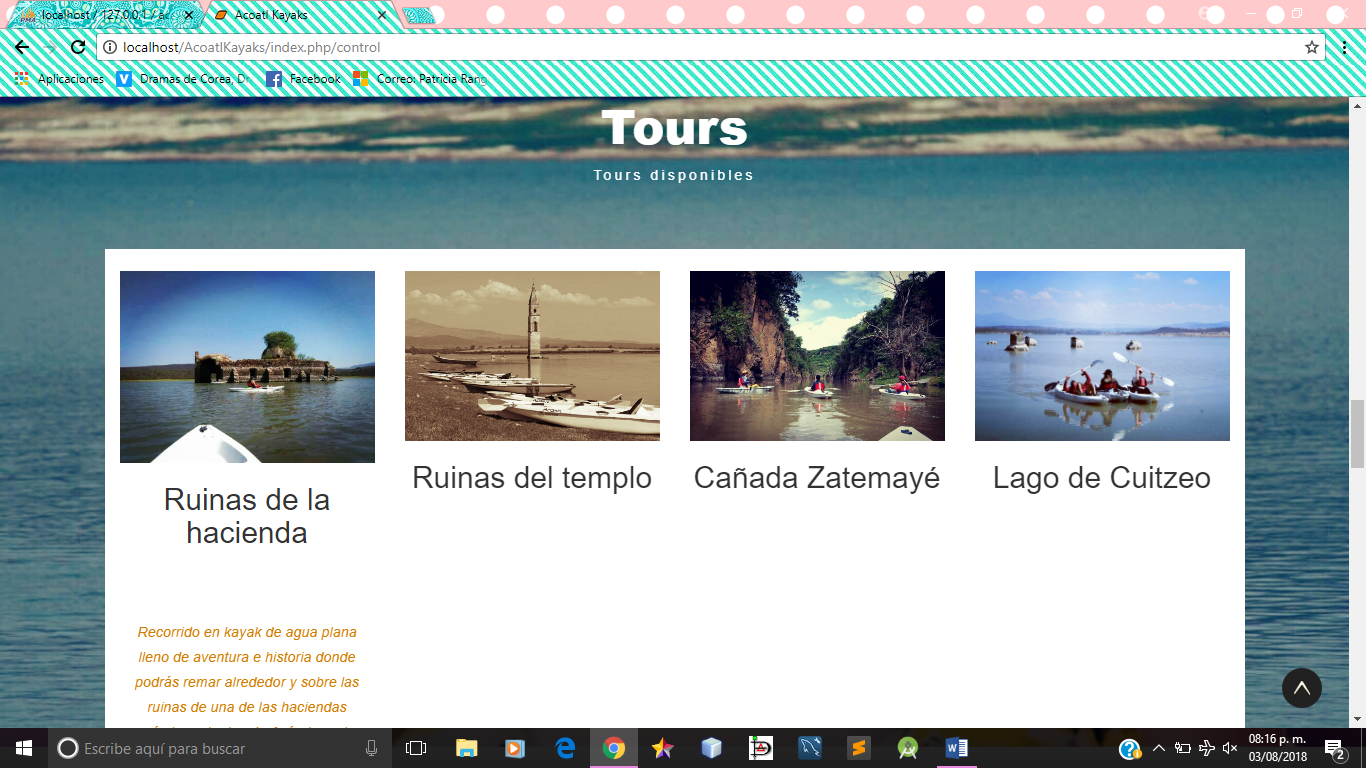 localhost / 127.0.0.1 / ac
Acoatl Kayaks
localhost/AcoatlKayaks/index.php/control
Aplicaciones
Dramas de Corea, Dr
Facebook
Correo: Patricia Rang
Tours
Tours disponibles
Ruinas de la
hacienda
Ruinas del templo
Cañada Zatemayé
Lago de Cuitzeo
Recorrido en kayak de agua plana
lleno de aventura e historia donde
podrás remar alrededor y sobre las
ruinas de una de las haciendas
Escribe aquí para buscar
08:16 p. m.
03/08/2018
2